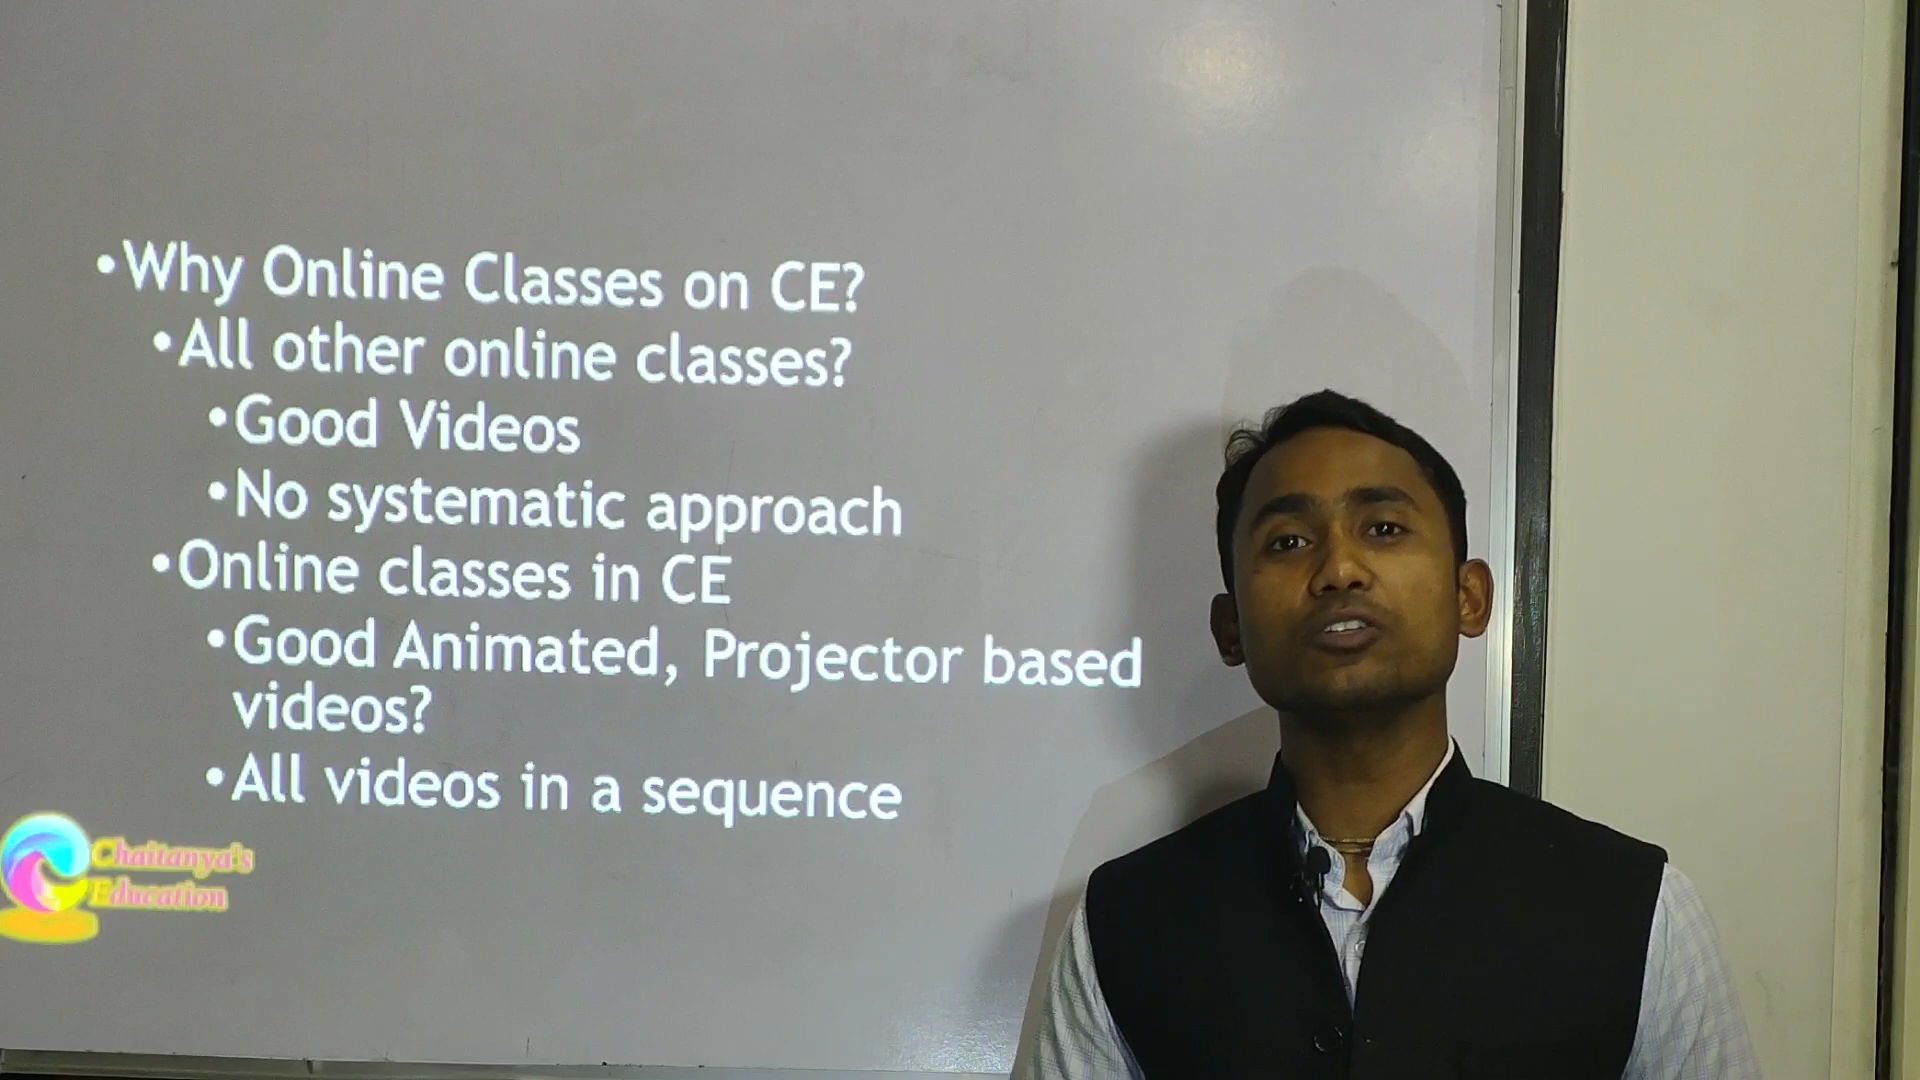 •Why Online Classes on CE?
•All other online classes?
•Good Videos
•No systematic approach
•Online classes in CE
•Good Animated, Projector based
videos?
•All videos in a sequence
Chaitanya's
Education